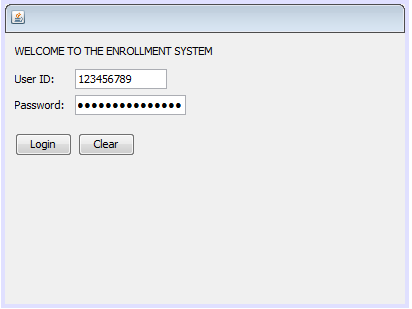 WELCOME TO THE ENROLLMENT SYSTEM
User ID: 123456789
Password: ●●●●●●●●●●●●●●●
Login Clear